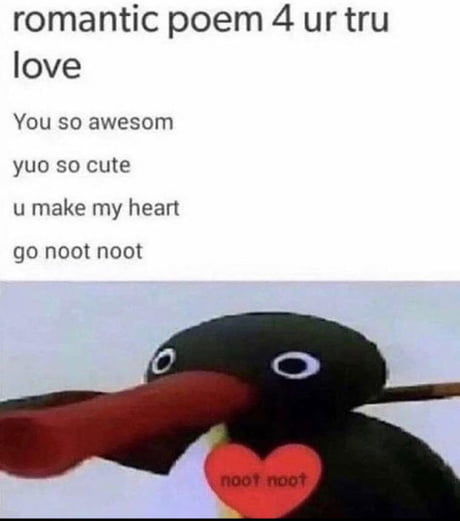 romantic poem 4 ur tru
love
You so awesom
yuo so cute
u make my heart
go noot noot
noot noot